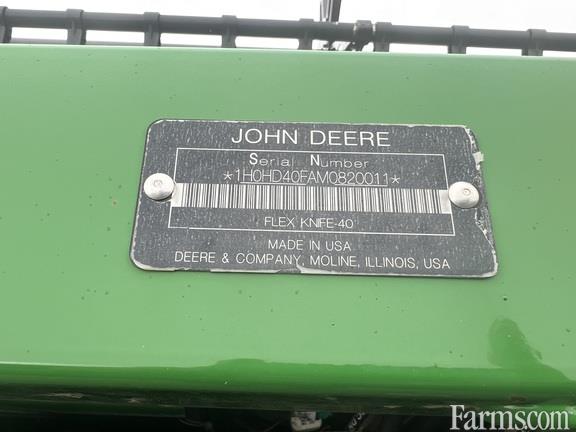 JOHN DEERE
Serial Number
*1H0HD40FAM0820011*
FLEX KNIFE-40
MADE IN USA
DEERE & COMPANY, MOLINE, ILLINOIS, USA
Farms.com